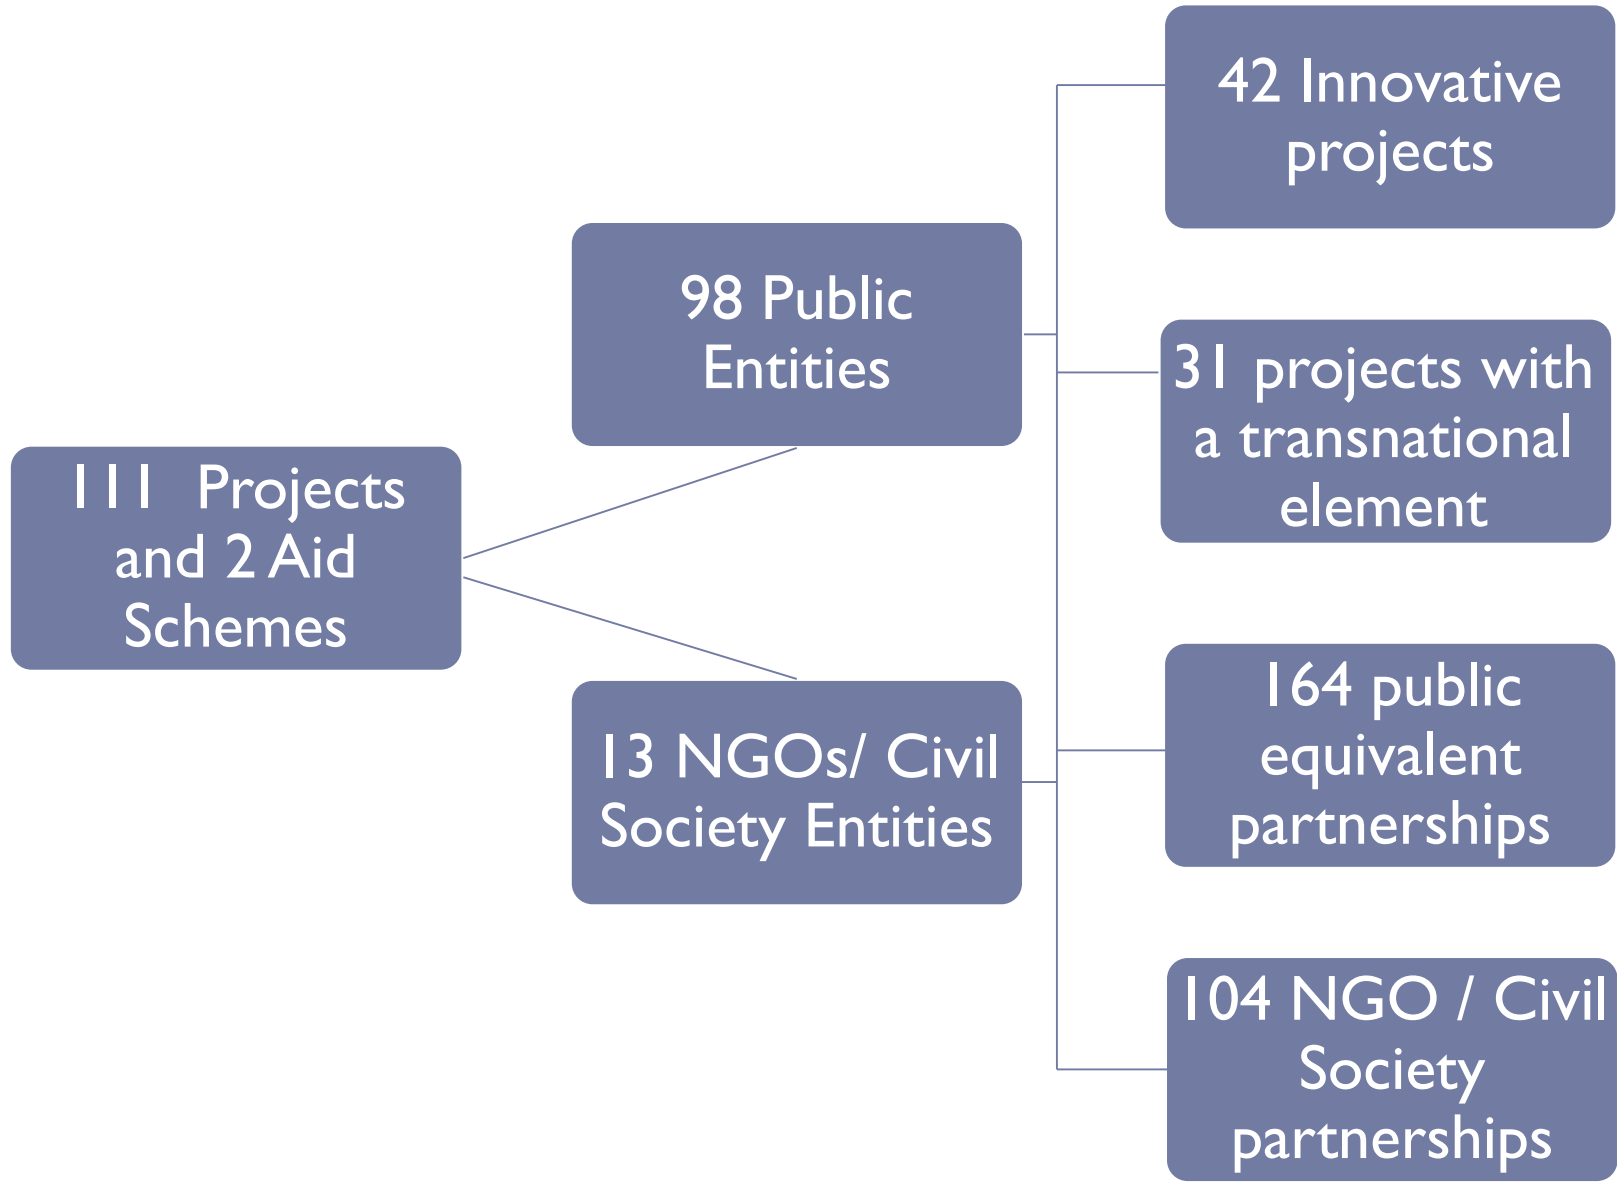 111 Projects
and 2 Aid
Schemes
98 Public
Entities
13 NGOs/ Civil
Society Entities
42 Innovative
projects
31 projects with
a transnational
element
164 public
equivalent
partnerships
104 NGO / Civil
Society
partnerships